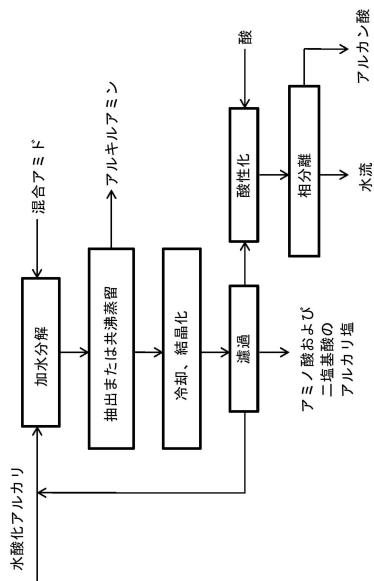 水酸化アルカリ
混合アミド
加水分解
抽出または共沸蒸留
アルキルアミン
冷却、結晶化
濾過
酸性化
酸
アミノ酸および
二塩基酸の
アルカリ塩
相分離
水流
アルカン酸